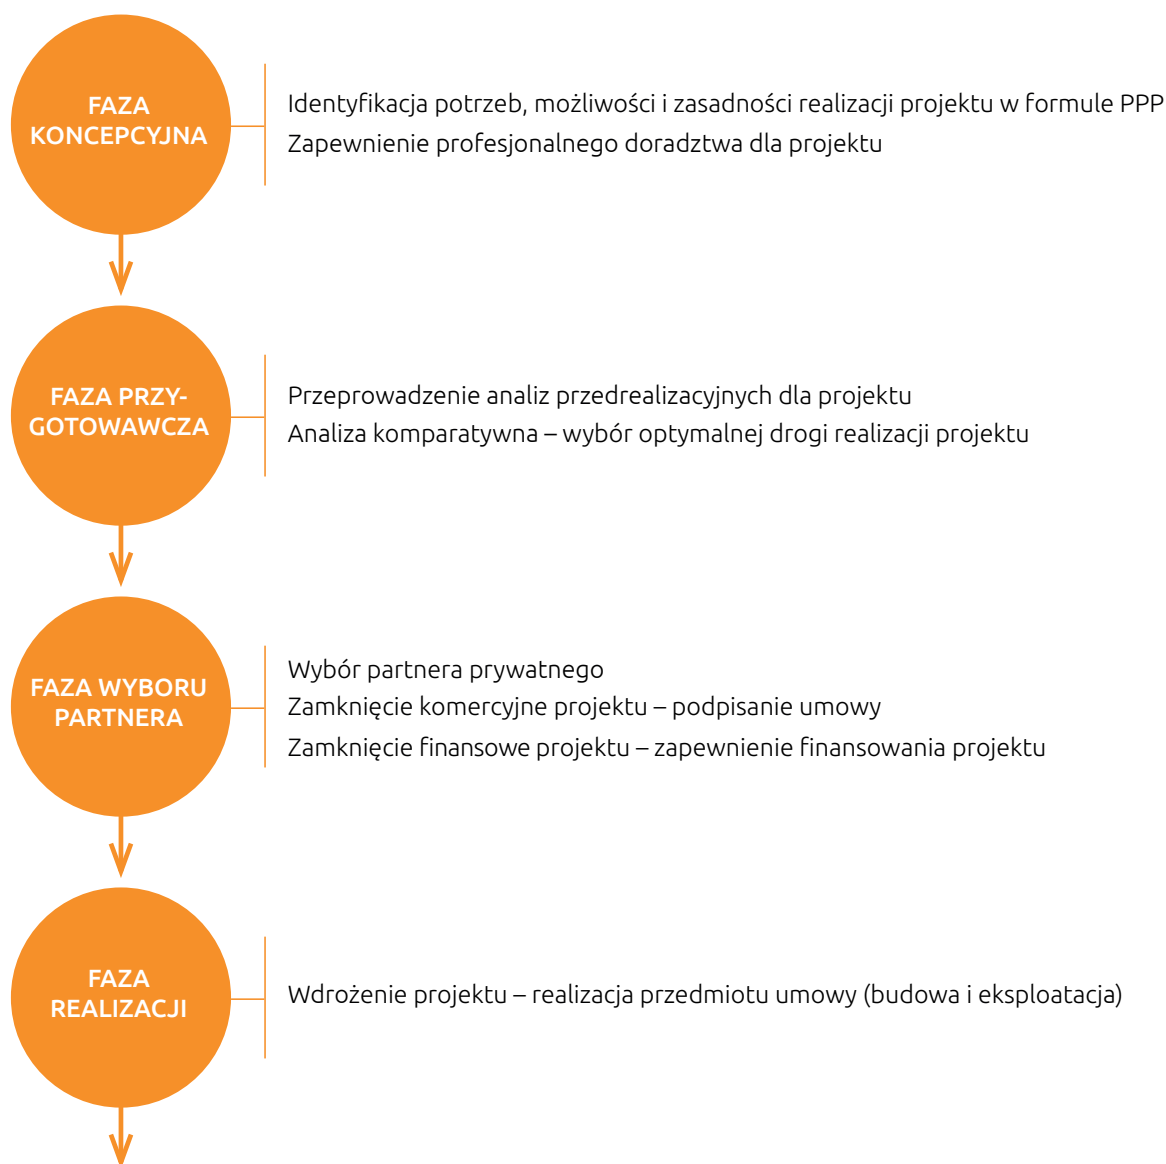 FAZA
KONCEPCYJNA
Identyfikacja potrzeb, możliwości i zasadności realizacji projektu w formule PPP
Zapewnienie profesjonalnego doradztwa dla projektu
FAZA PRZY-
GOTOWAWCZA
Przeprowadzenie analiz przedrealizacyjnych dla projektu
Analiza komparatywna – wybór optymalnej drogi realizacji projektu
FAZA WYBORU
PARTNERA
Wybór partnera prywatnego
Zamknięcie komercyjne projektu – podpisanie umowy
Zamknięcie finansowe projektu – zapewnienie finansowania projektu
FAZA
REALIZACJI
Wdrożenie projektu – realizacja przedmiotu umowy (budowa i eksploatacja)